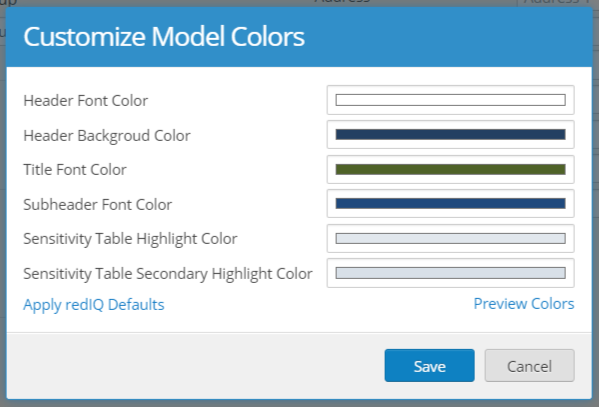 Address
Customize Model Colors
Header Font Color
Header Backgroud Color
Title Font Color
Subheader Font Color
Sensitivity Table Highlight Color
Sensitivity Table Secondary Highlight Color
Apply redIQ Defaults Preview Colors
Save Cancel